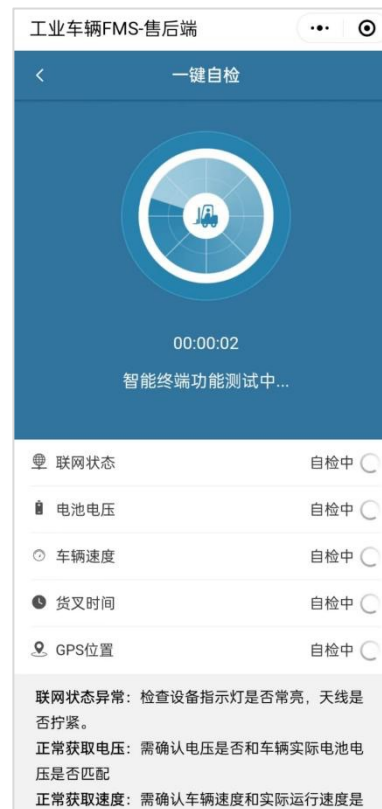 工业车辆FMS-售后端
一键自检
00:00:02
智能终端功能测试中...
联网状态 自检中
电池电压 自检中
车辆速度 自检中
货叉时间 自检中
GPS位置 自检中
联网状态异常：检查设备指示灯是否常亮，天线是
否拧紧。
正常获取电压：需确认电压是否和车辆实际电池电
压是否匹配
正常获取速度：需确认车辆速度和实际运行速度是